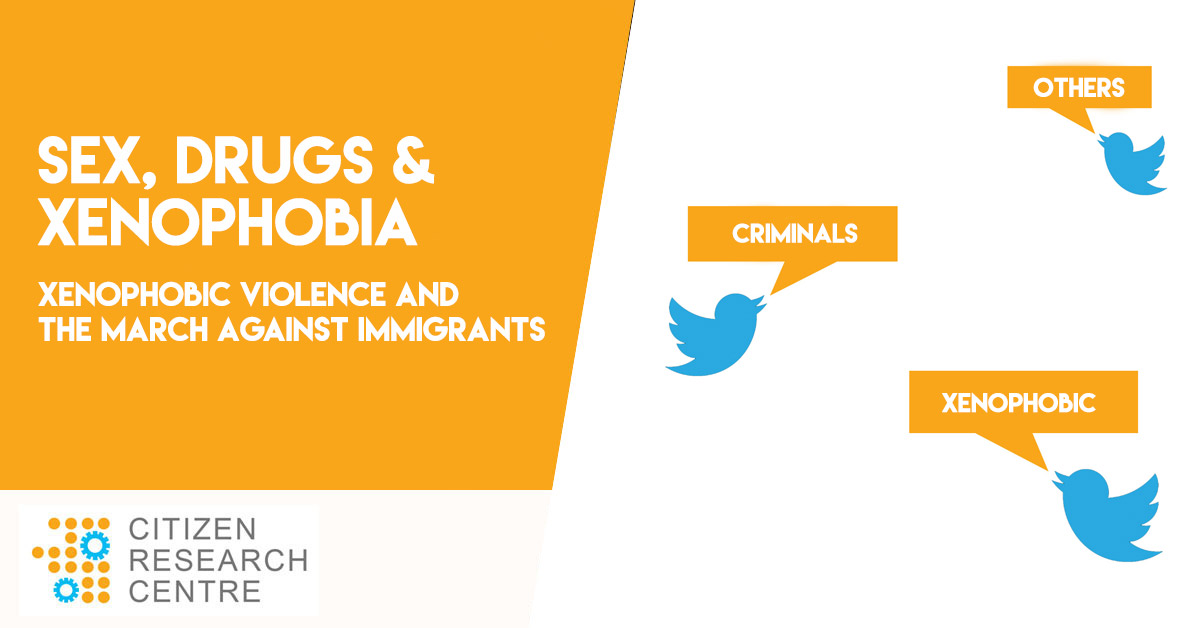 SEX, DRUGS &
XENOPHOBIA
XENOPHOBIC VIOLENCE AND
THE MARCH AGAINST IMMIGRANTS
CITIZEN
RESEARCH
CENTRE
OTHERS
CRIMINALS
XENOPHOBIC